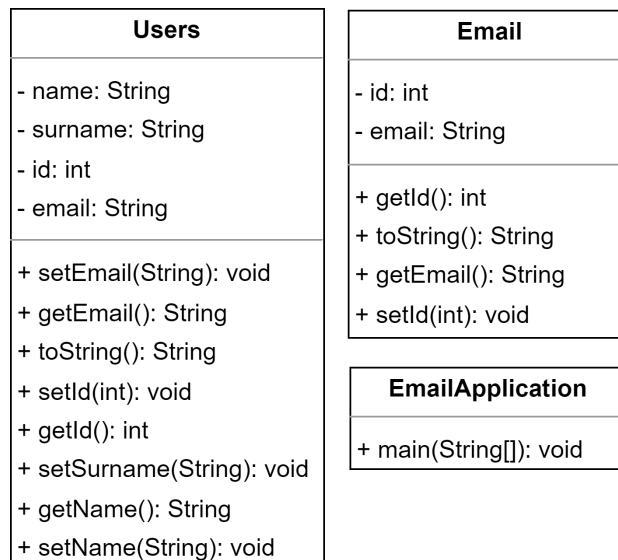 Users
- name: String
- surname: String
- id: int
- email: String
+ setEmail(String): void
+ getEmail(): String
+ toString(): String
+ setId(int): void
+ getId(): int
+ setSurname(String): void
+ getName(): String
+ setName(String): void
Email
- id: int
- email: String
+ getId(): int
+ toString(): String
+ getEmail(): String
+ setId(int): void
EmailApplication
+ main(String[]): void